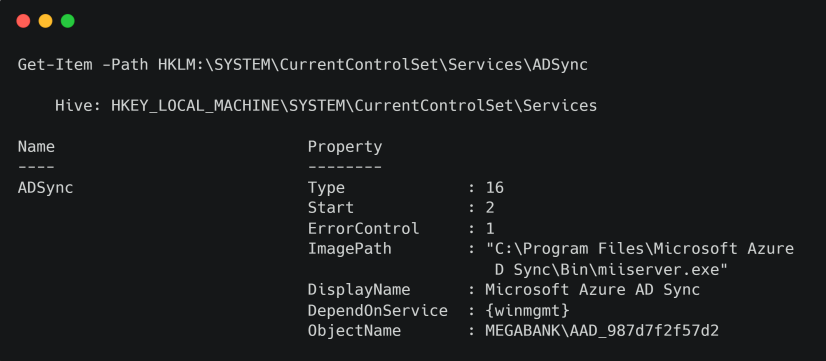 Get-Item -Path HKLM:\SYSTEM\CurrentControlSet\Services\ADSync
Hive: HKEY_LOCAL_MACHINE\SYSTEM\CurrentControlSet\Services
Name Property
---- --------
ADSync Type : 16
Start : 2
ErrorControl : 1
ImagePath : "C:\Program Files\Microsoft Azure
D Sync\Bin\miiserver.exe"
DisplayName : Microsoft Azure AD Sync
DependOnService : {winmgmt}
ObjectName : MEGABANK\AAD_987d7f2f57d2